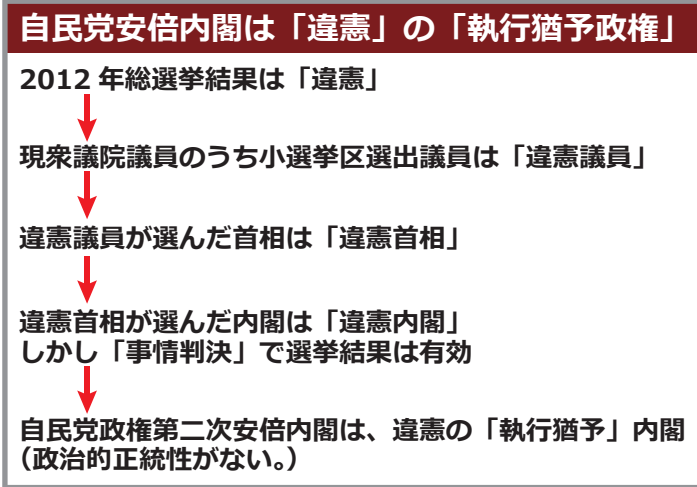 自民党安倍内閣は「違憲」の「執行猶予政権」
2012 年総選挙結果は「違憲」
現衆議院議員のうち小選挙区選出議員は「違憲議員」
違憲議員が選んだ首相は「違憲首相」
違憲首相が選んだ内閣は「違憲内閣」
しかし「事情判決」で選挙結果は有効
自民党政権第二次安倍内閣は、違憲の「執行猶予」内閣
（政治的正統性がない。）